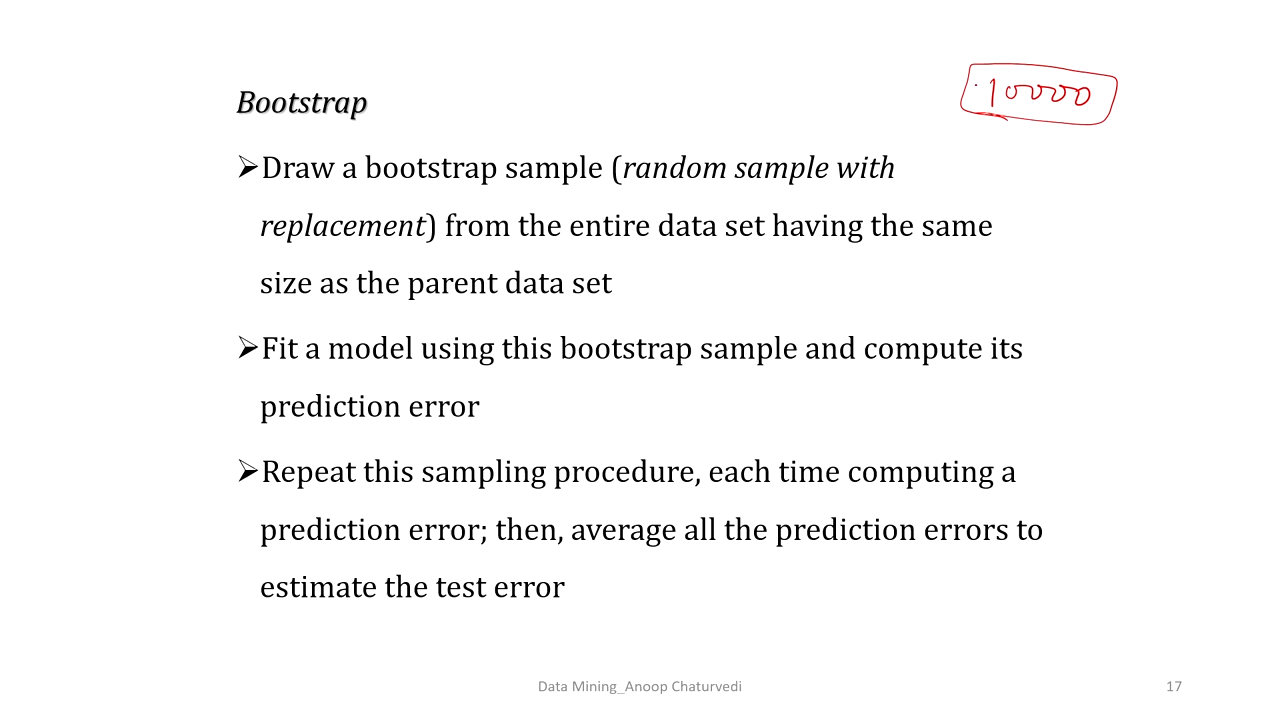 Bootstrap
10000
➢Draw a bootstrap sample (random sample with
replacement) from the entire data set having the same
size as the parent data set
➢Fit a model using this bootstrap sample and compute its
prediction error
➢Repeat this sampling procedure, each time computing a
prediction error; then, average all the prediction errors to
estimate the test error
Data Mining_Anoop Chaturvedi
17